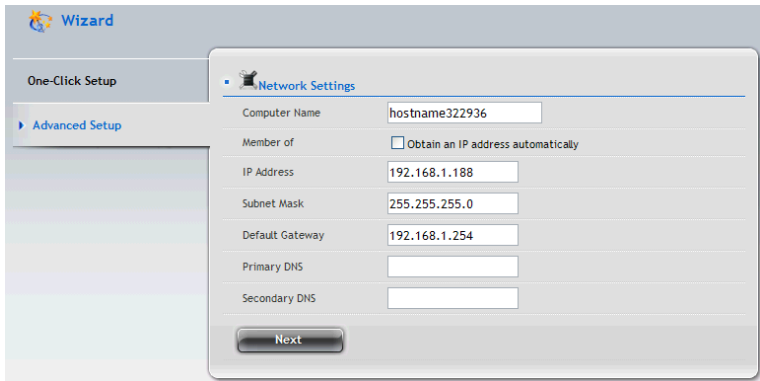 Wizard
One-Click Setup
Advanced Setup
Network Settings
Computer Name hostname322936
Member of Obtain an IP address automatically
IP Address 192.168.1.188
Subnet Mask 255.255.255.0
Default Gateway 192.168.1.254
Primary DNS
Secondary DNS
Next